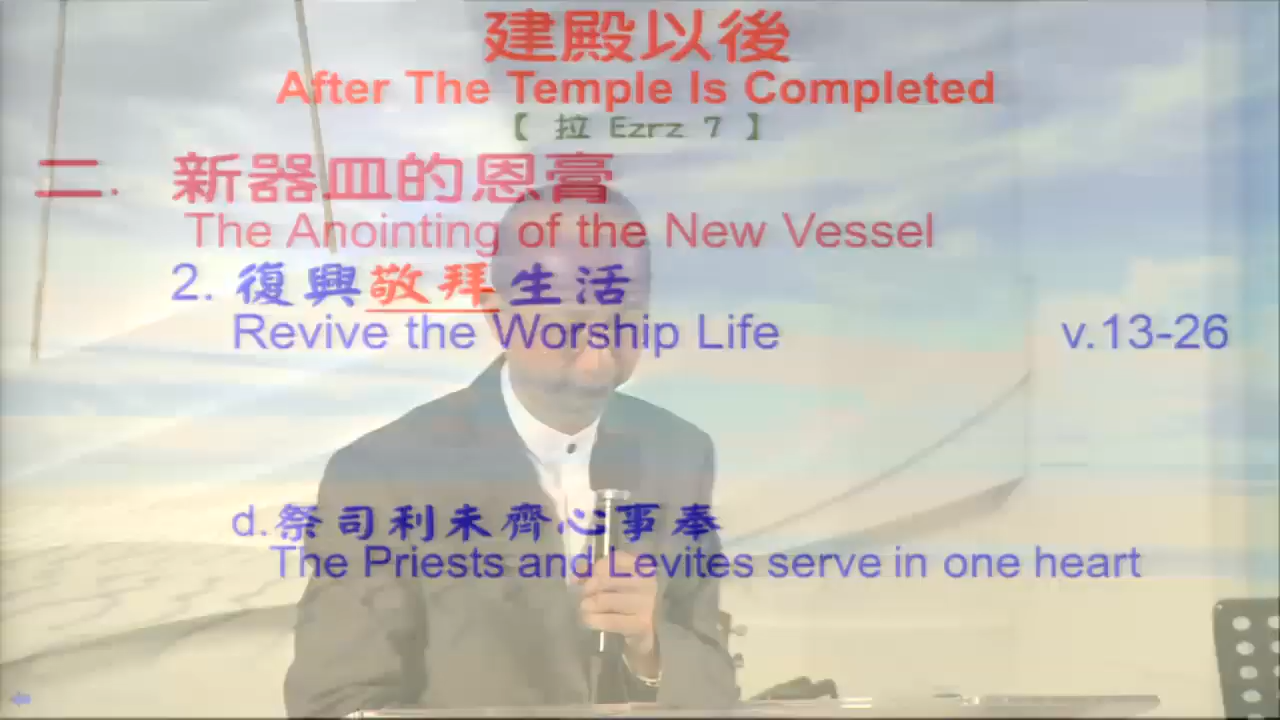 建殿以後
After The Temple Is Completed
【 拉 Ezrz 7 】
二. 新器皿的恩膏
The Anointing of the New Vessel
2. 復興敬拜生活
Revive the Worship Life v.13-26
d.祭司利未齊心事奉
The Priests and Levites serve in one heart